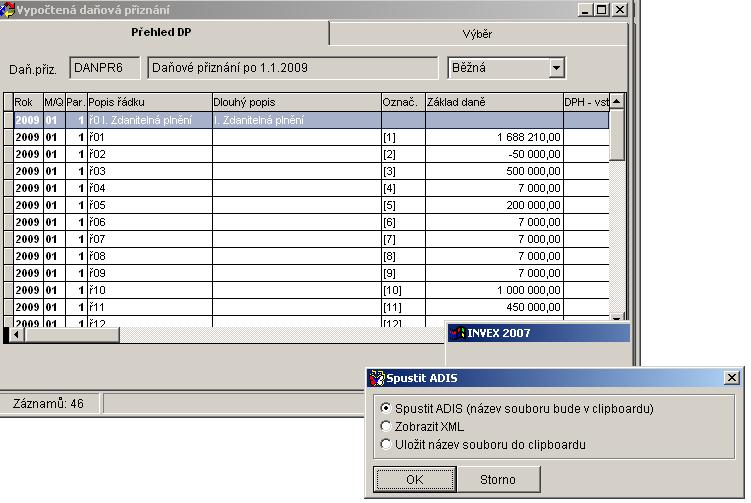 Vypočtená daňová přiznání
Přehled DP Výběr
Daň.přiz. DANPR6 Daňové přiznání po 1.1.2009 Běžná
Rok M/Q Par. Popis řádku Dlouhý popis Označ. Základ daně DPH - vst
2009 01 1 ř0 I. Zdanitelná plnění I. Zdanitelná plnění
2009 01 1 ř01 [1] 1 688 210,00
2009 01 1 ř02 [2] -50 000,00
2009 01 1 ř03 [3] 500 000,00
2009 01 1 ř04 [4] 7 000,00
2009 01 1 ř05 [5] 200 000,00
2009 01 1 ř06 [6] 7 000,00
2009 01 1 ř07 [7] 7 000,00
2009 01 1 ř08 [8] 7 000,00
2009 01 1 ř09 [9] 7 000,00
2009 01 1 ř10 [10] 1 000 000,00
2009 01 1 ř11 [11] 450 000,00
2009 01 1 ř12 [12]
INVEX 2007
Spustit ADIS
Spustit ADIS (název souboru bude v clipboardu)
Zobrazit XML
Uložit název souboru do clipboardu
OK Storno
Záznamů: 46